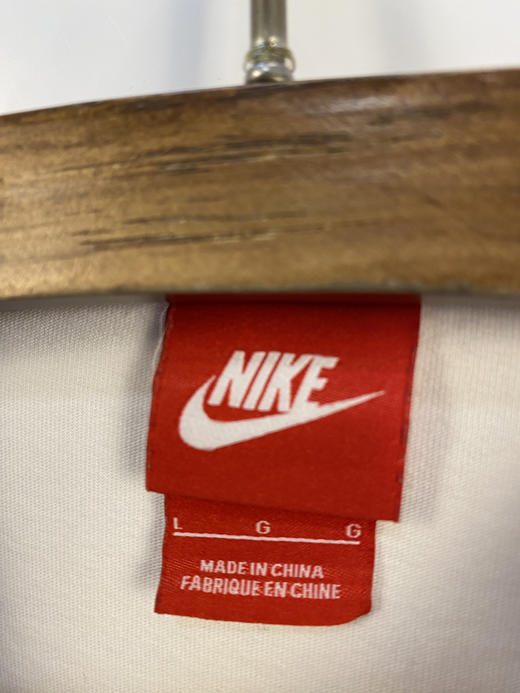 NIKE
L G G
MADE IN CHINA
FABRIQUE EN CHINE